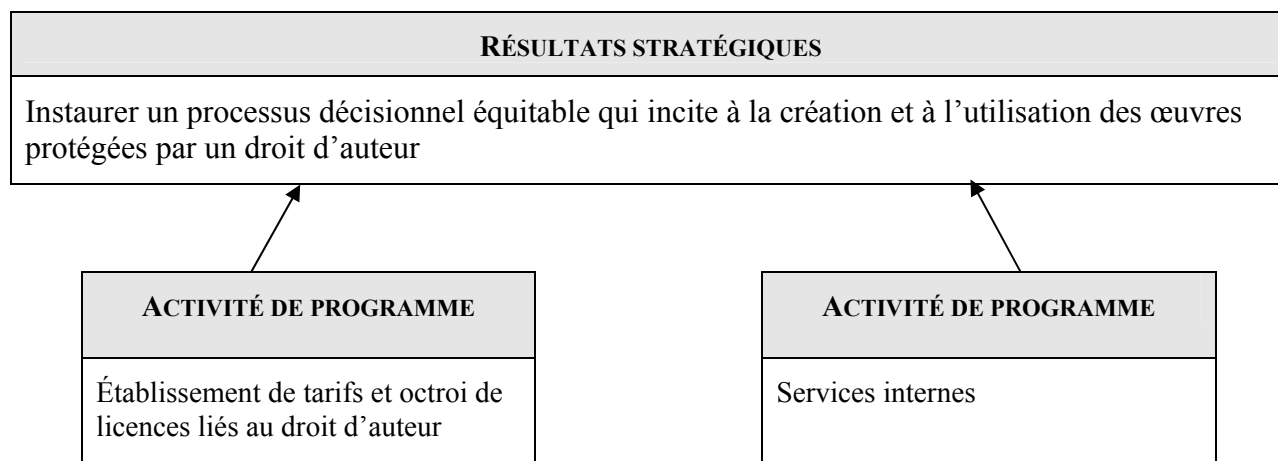 RÉSULTATS STRATÉGIQUES
Instaurer un processus décisionnel équitable qui incite à la création et à l’utilisation des œuvres
protégées par un droit d’auteur
ACTIVITÉ DE PROGRAMME
Établissement de tarifs et octroi de
licences liés au droit d’auteur
ACTIVITÉ DE PROGRAMME
Services internes